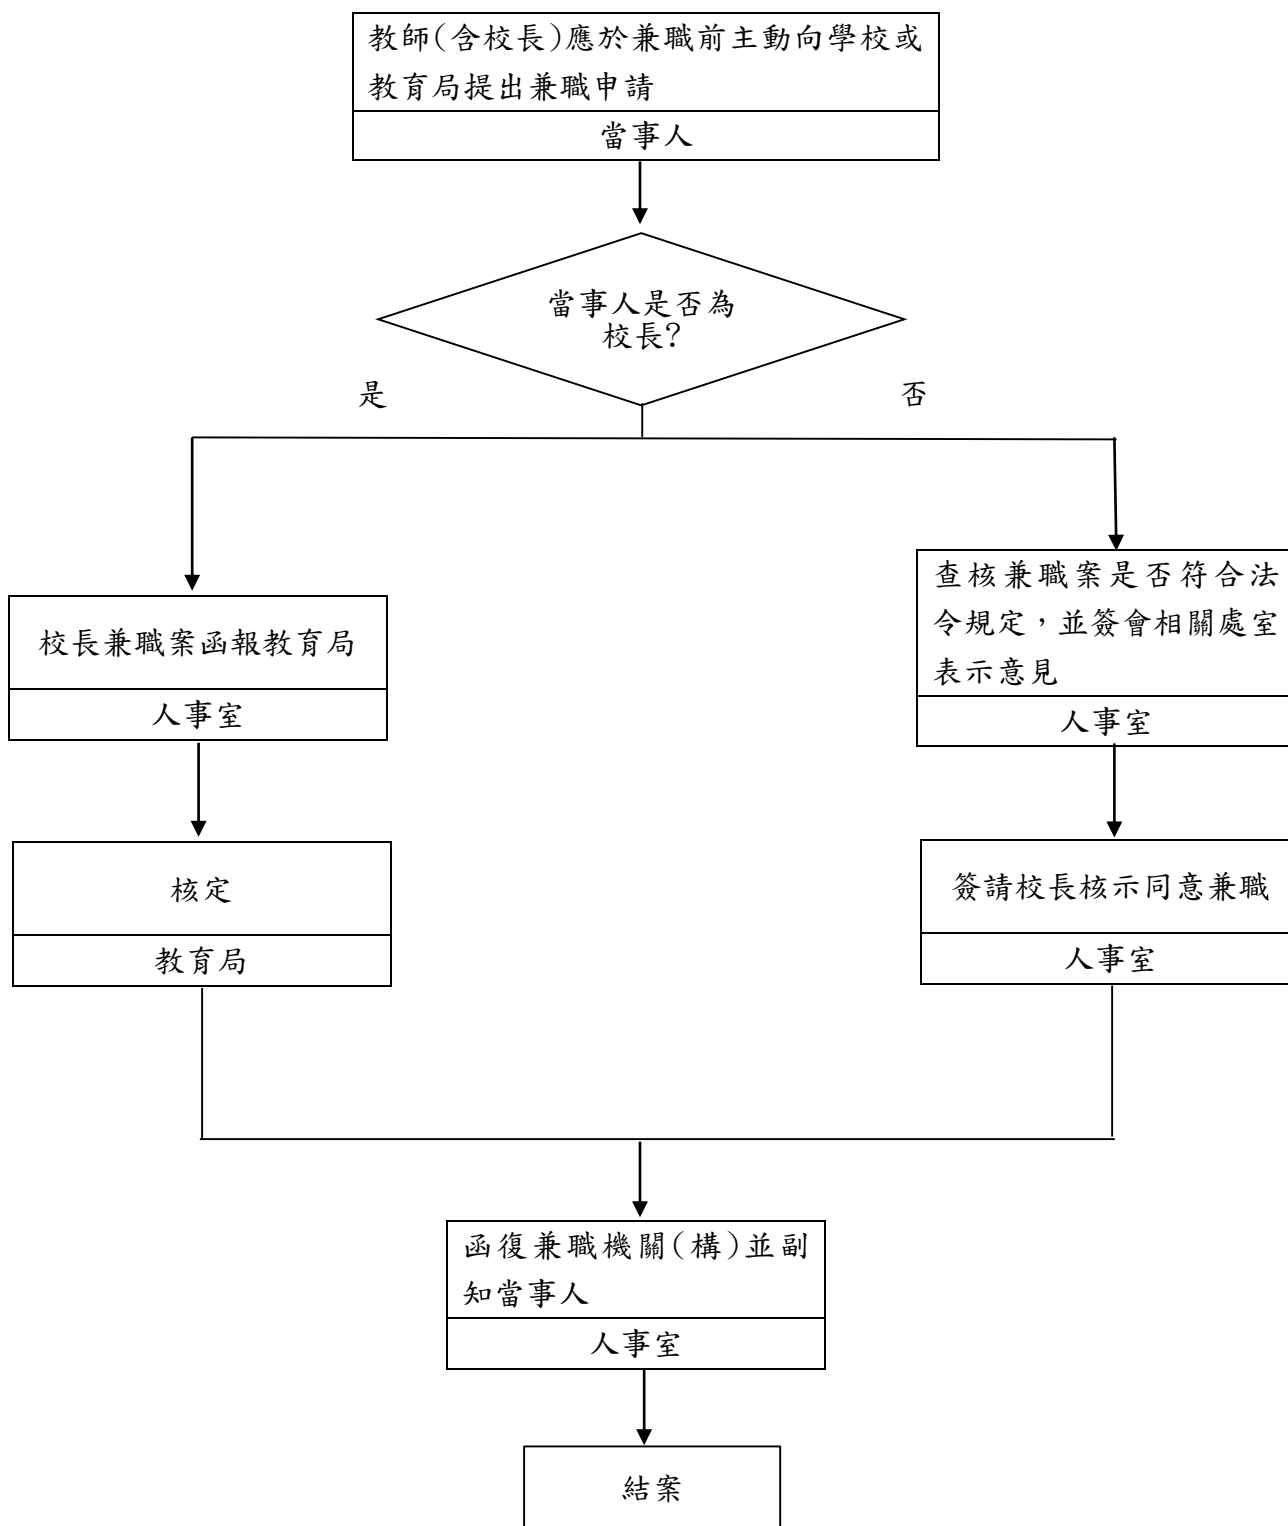 教師(含校長)應於兼職前主動向學校或
教育局提出兼職申請
當事人
當事人是否為
校長?
是
否
校長兼職案函報教育局
人事室
查核兼職案是否符合法
令規定，並簽會相關處室
表示意見
人事室
核定
教育局
簽請校長核示同意兼職
人事室
函復兼職機關(構)並副
知當事人
人事室
結案